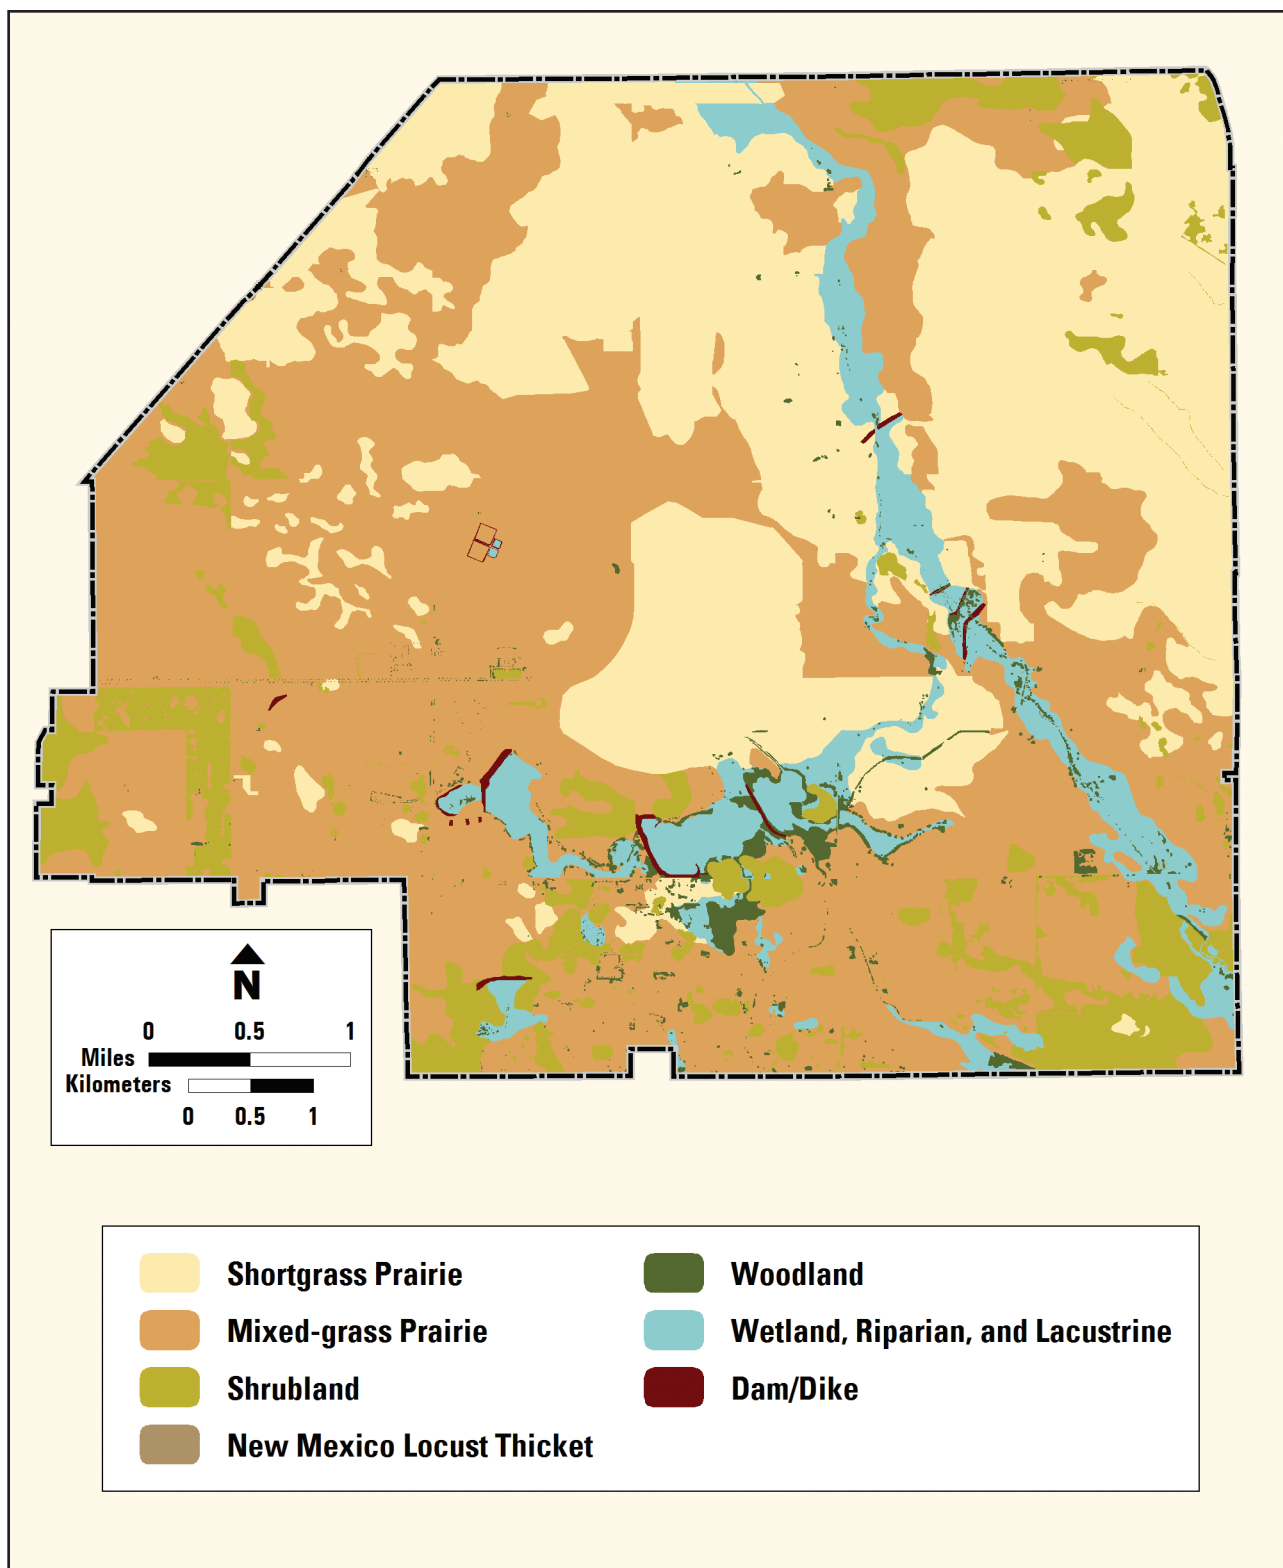 N
0 0.5 1
Miles
Kilometers
0 0.5 1
Shortgrass Prairie
Mixed-grass Prairie
Shrubland
New Mexico Locust Thicket
Woodland
Wetland, Riparian, and Lacustrine
Dam/Dike